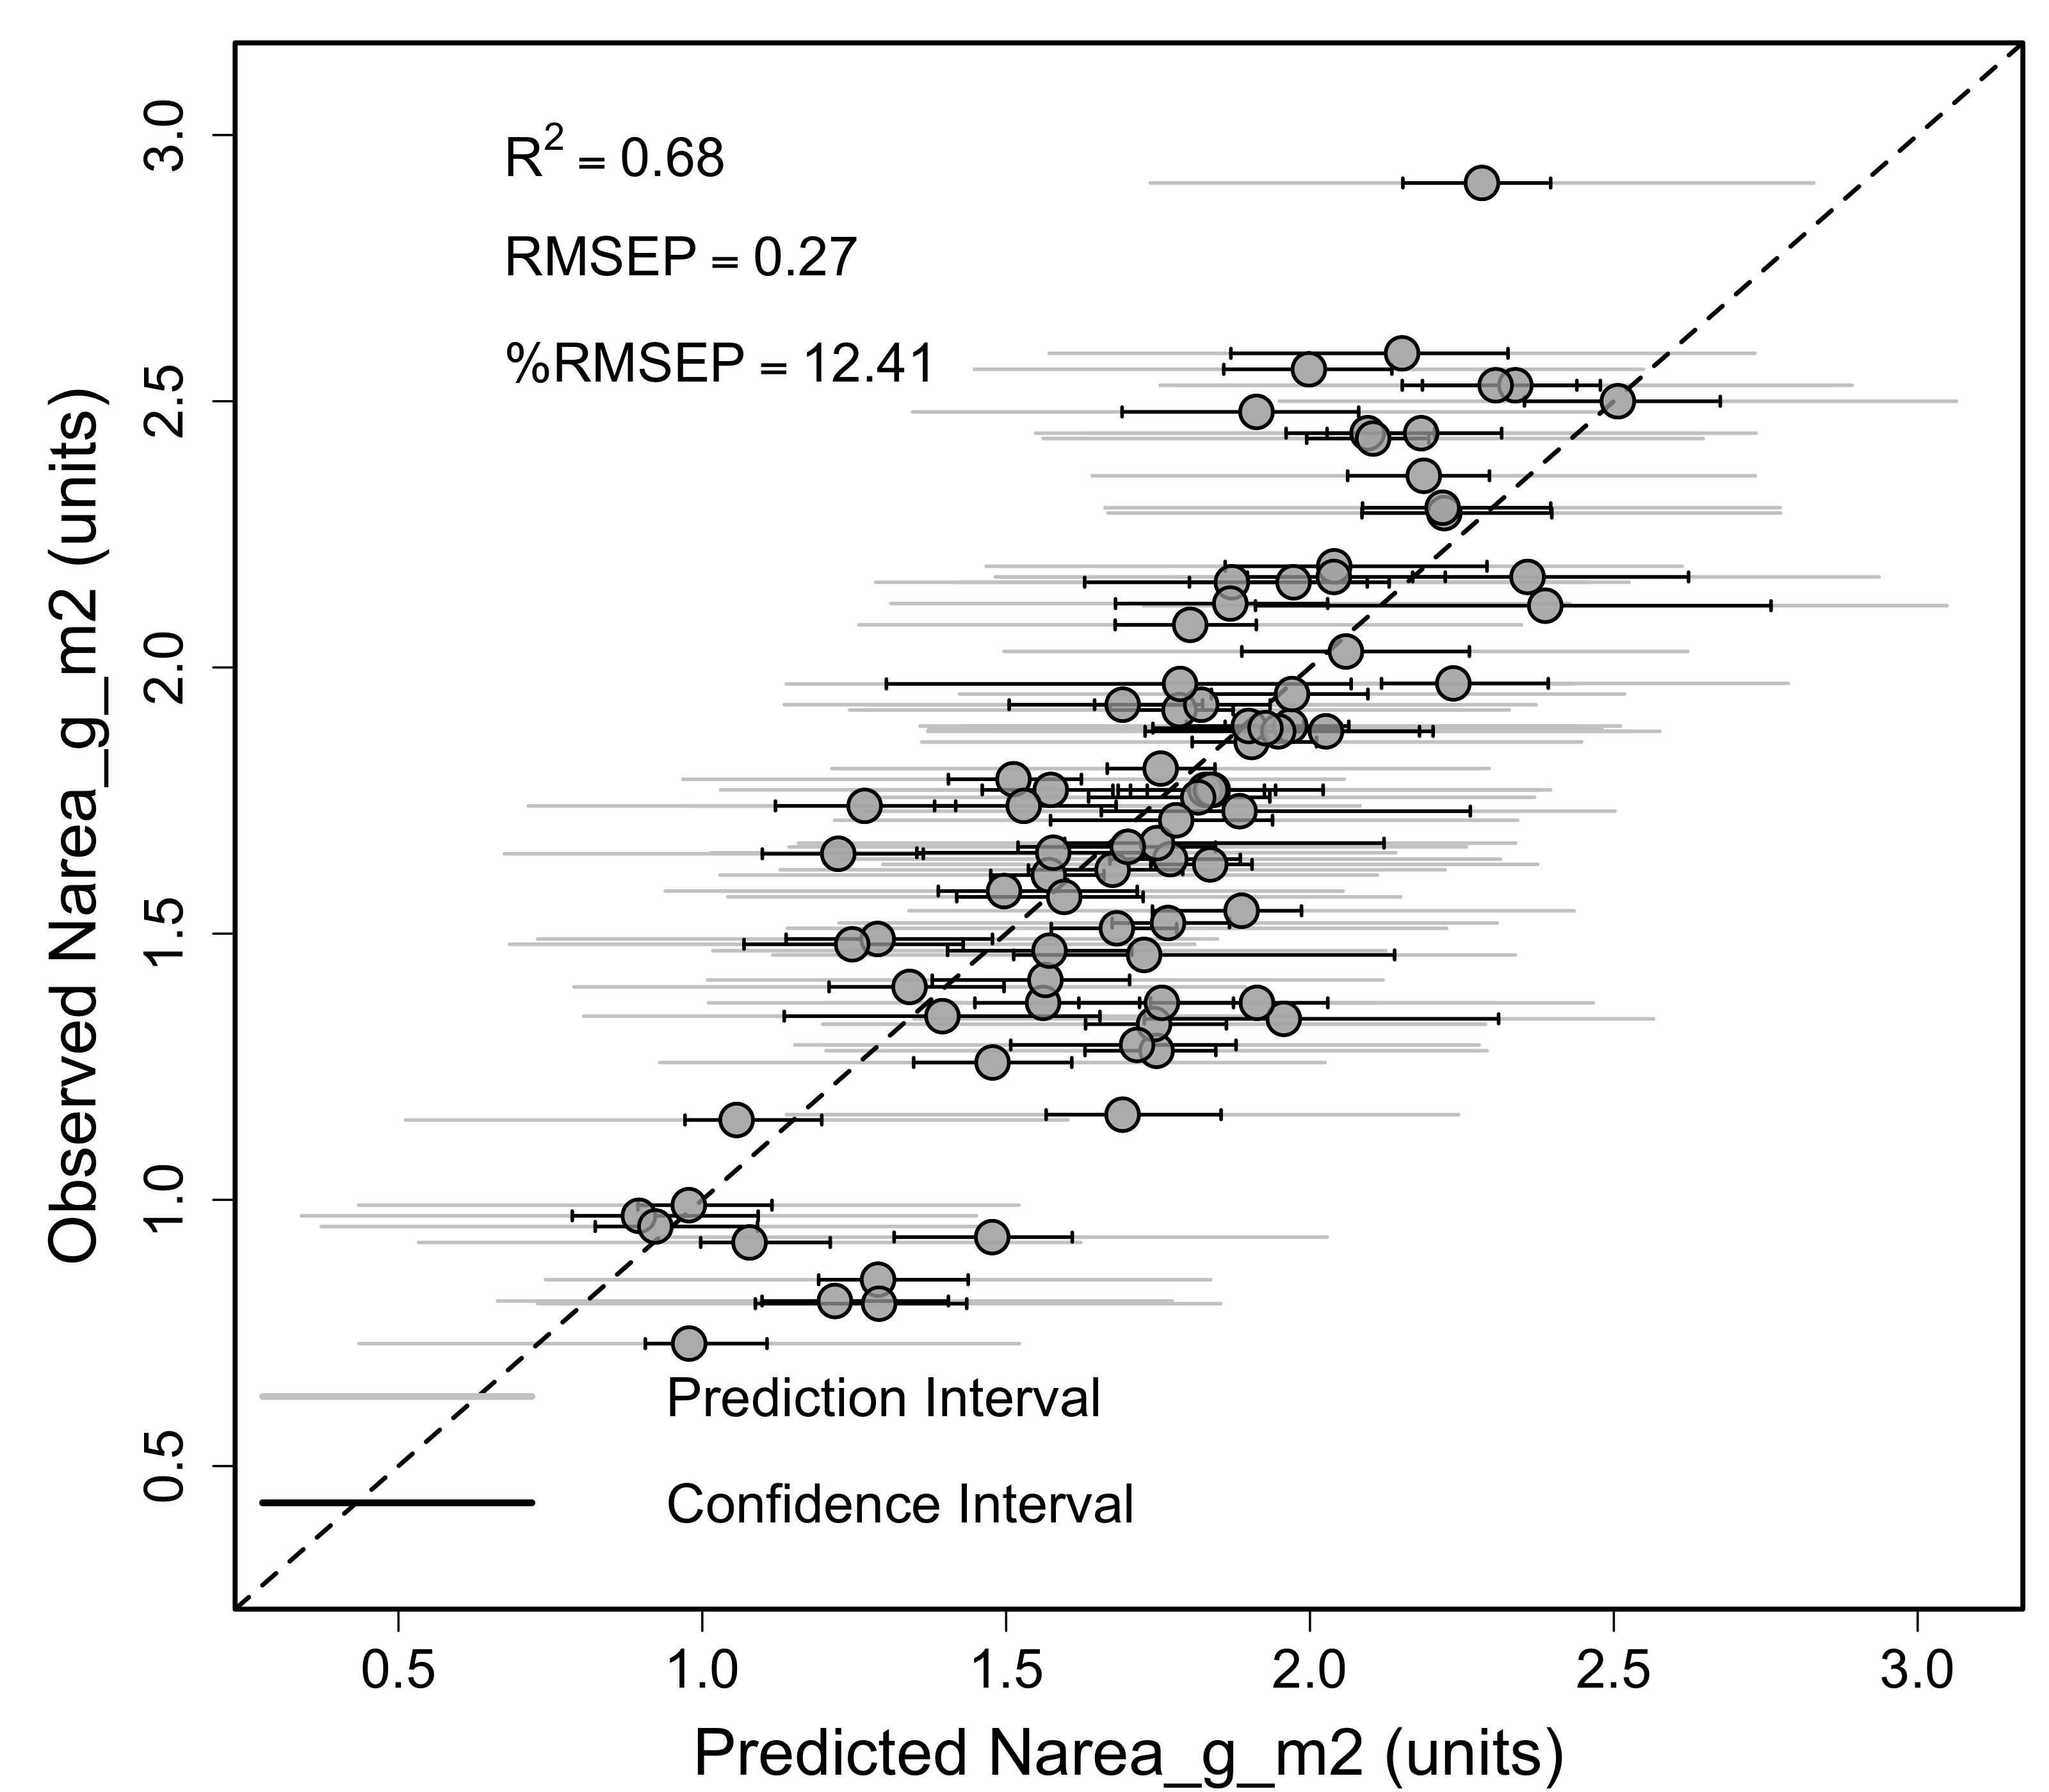 R2 = 0.68
RMSEP = 0.27
%RMSEP = 12.41
Observed Narea_g_m2 (units)
3.0
2.5
2.0
1.5
1.0
0.5
Prediction Interval
Confidence Interval
0.5 1.0 1.5 2.0 2.5 3.0
Predicted Narea_g_m2 (units)